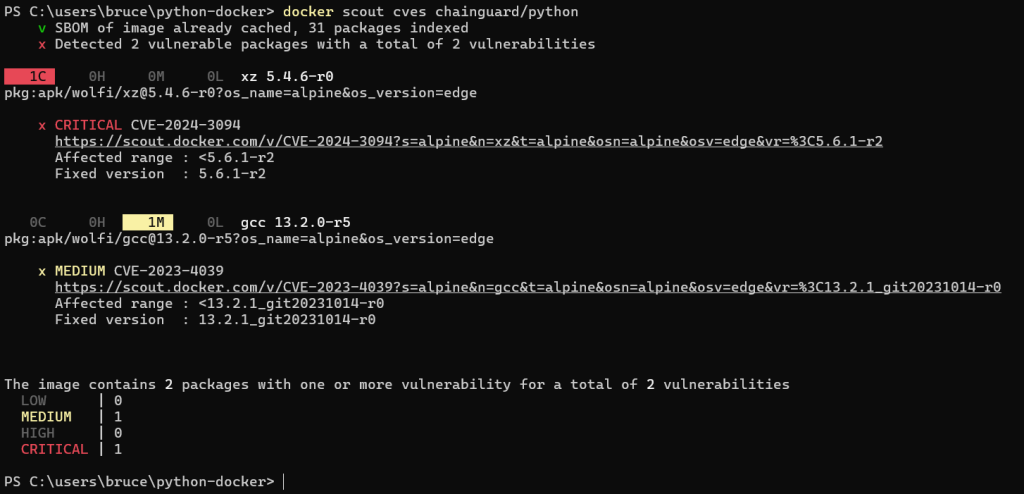 PS C:\users\bruce\python-docker> docker scout cves chainguard/python
v SBOM of image already cached, 31 packages indexed
x Detected 2 vulnerable packages with a total of 2 vulnerabilities
1C 0H 0M 0L xz 5.4.6-r0
pkg:apk/wolfi/xz@5.4.6-r0?os_name=alpine&os_version=edge
x CRITICAL CVE-2024-3094
https://scout.docker.com/v/CVE-2024-3094?s=alpine&n=xz&t=alpine&osn=alpine&osv=edge&vr=%3C5.6.1-r2
Affected range : <5.6.1-r2
Fixed version : 5.6.1-r2
0C 0H 1M 0L gcc 13.2.0-r5
pkg:apk/wolfi/gcc@13.2.0-r5?os_name=alpine&os_version=edge
x MEDIUM CVE-2023-4039
https://scout.docker.com/v/CVE-2023-4039?s=alpine&n=gcc&t=alpine&osn=alpine&osv=edge&vr=%3C13.2.1_git20231014-r0
Affected range : <13.2.1_git20231014-r0
Fixed version : 13.2.1_git20231014-r0
The image contains 2 packages with one or more vulnerability for a total of 2 vulnerabilities
LOW | 0
MEDIUM | 1
HIGH | 0
CRITICAL | 1
PS C:\users\bruce\python-docker>